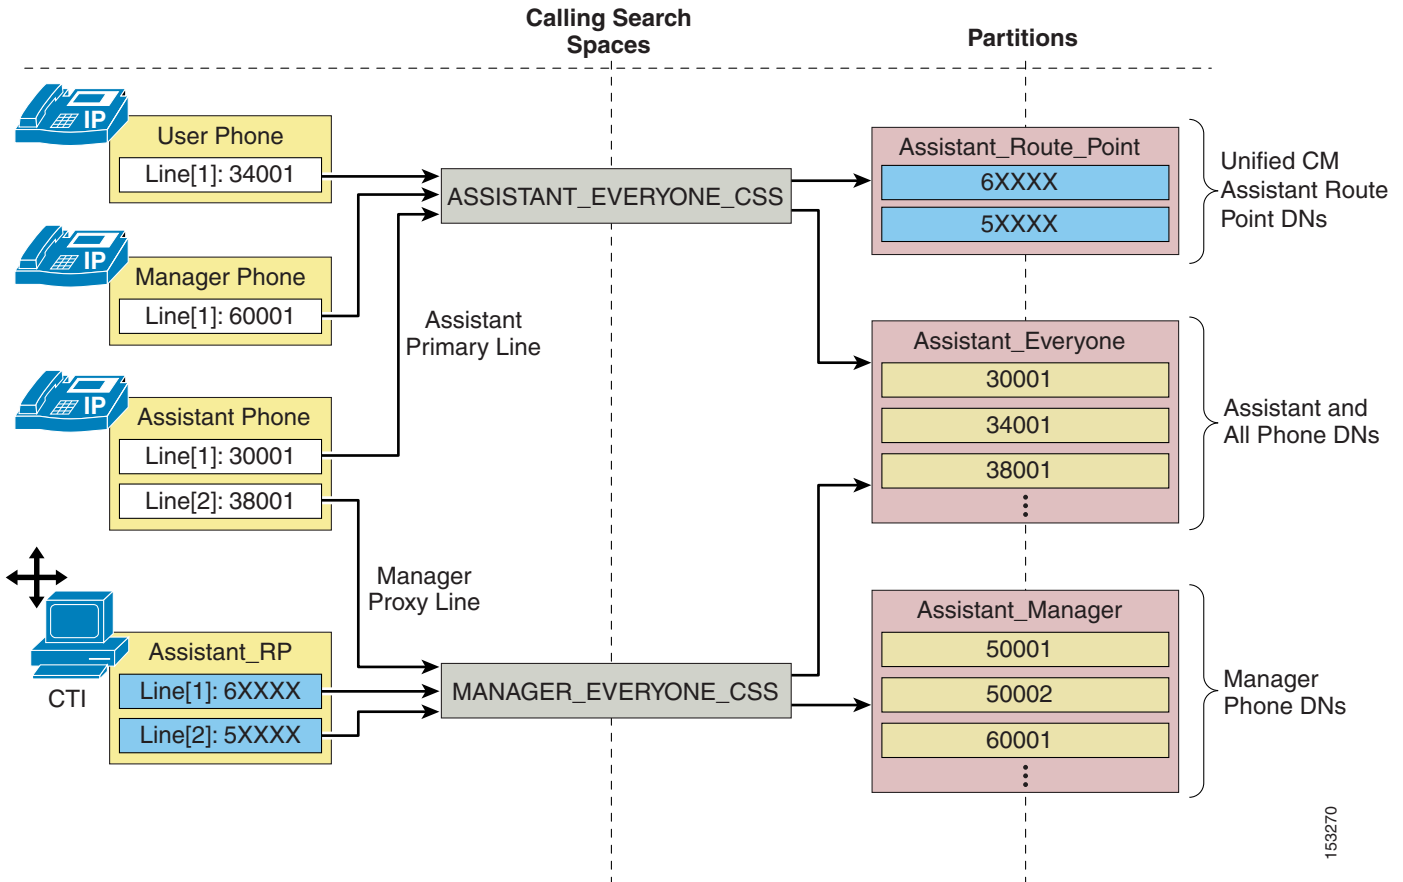 Calling Search
Spaces
Partitions
IP
User Phone
Line[1]: 34001
IP
Manager Phone
Line[1]: 60001
IP
Assistant Phone
Line[1]: 30001
Line[2]: 38001
CTI
Assistant_RP
Line[1]: 6XXXX
Line[2]: 5XXXX
Assistant
Primary Line
Manager
Proxy Line
ASSISTANT_EVERYONE_CSS
MANAGER_EVERYONE_CSS
Assistant_Route_Point
6XXXX
5XXXX
Unified CM
Assistant Route
Point DNs
Assistant_Everyone
30001
34001
38001
Assistant and
All Phone DNs
Assistant_Manager
50001
50002
60001
Manager
Phone DNs
153270